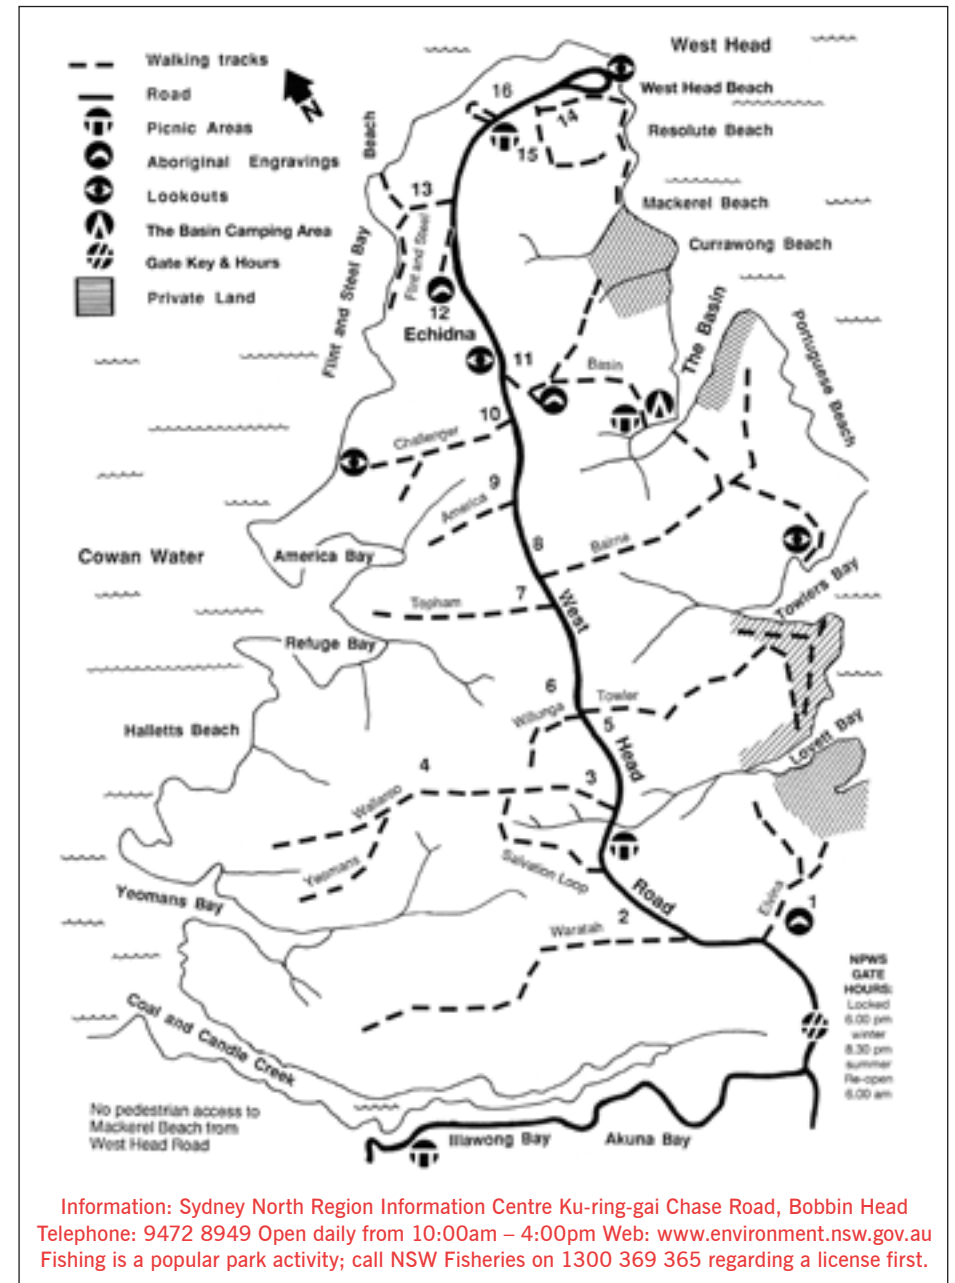 Walking tracks
Road
Picnic Areas
Aboriginal Engravings
Lookouts
The Basin Camping Area
Gate Key & Hours
Private Land
N
West Head
West Head Beach
Resolute Beach
Mackerel Beach
Currawong Beach
The Basin
Portuguese Beach
Beach
Flint and Steel Bay
Flint and Steel
16
14
15
13
12
Echidna
11
Basin
10
Challenger
9
America
8
Bairne
Cowan Water
America Bay
7
Topham
West
Towlers Bay
Refuge Bay
6
Willunga
Towler
5
Head
Halletts Beach
Lovett Bay
4
3
Wallaroo
Yeomans
Salvation Loop
Road
Elvina
1
Yeomans Bay
2
Waratah
NPWS
GATE
HOURS:
Locked
6.00 pm
winter
8.30 pm
summer
Re-open
6.00 am
Coal and Candle Creek
No pedestrian access to
Mackerel Beach from
West Head Road
Illawong Bay
Akuna Bay
Information: Sydney North Region Information Centre Ku-ring-gai Chase Road, Bobbin Head
Telephone: 9472 8949 Open daily from 10:00am – 4:00pm Web: www.environment.nsw.gov.au
Fishing is a popular park activity; call NSW Fisheries on 1300 369 365 regarding a license first.